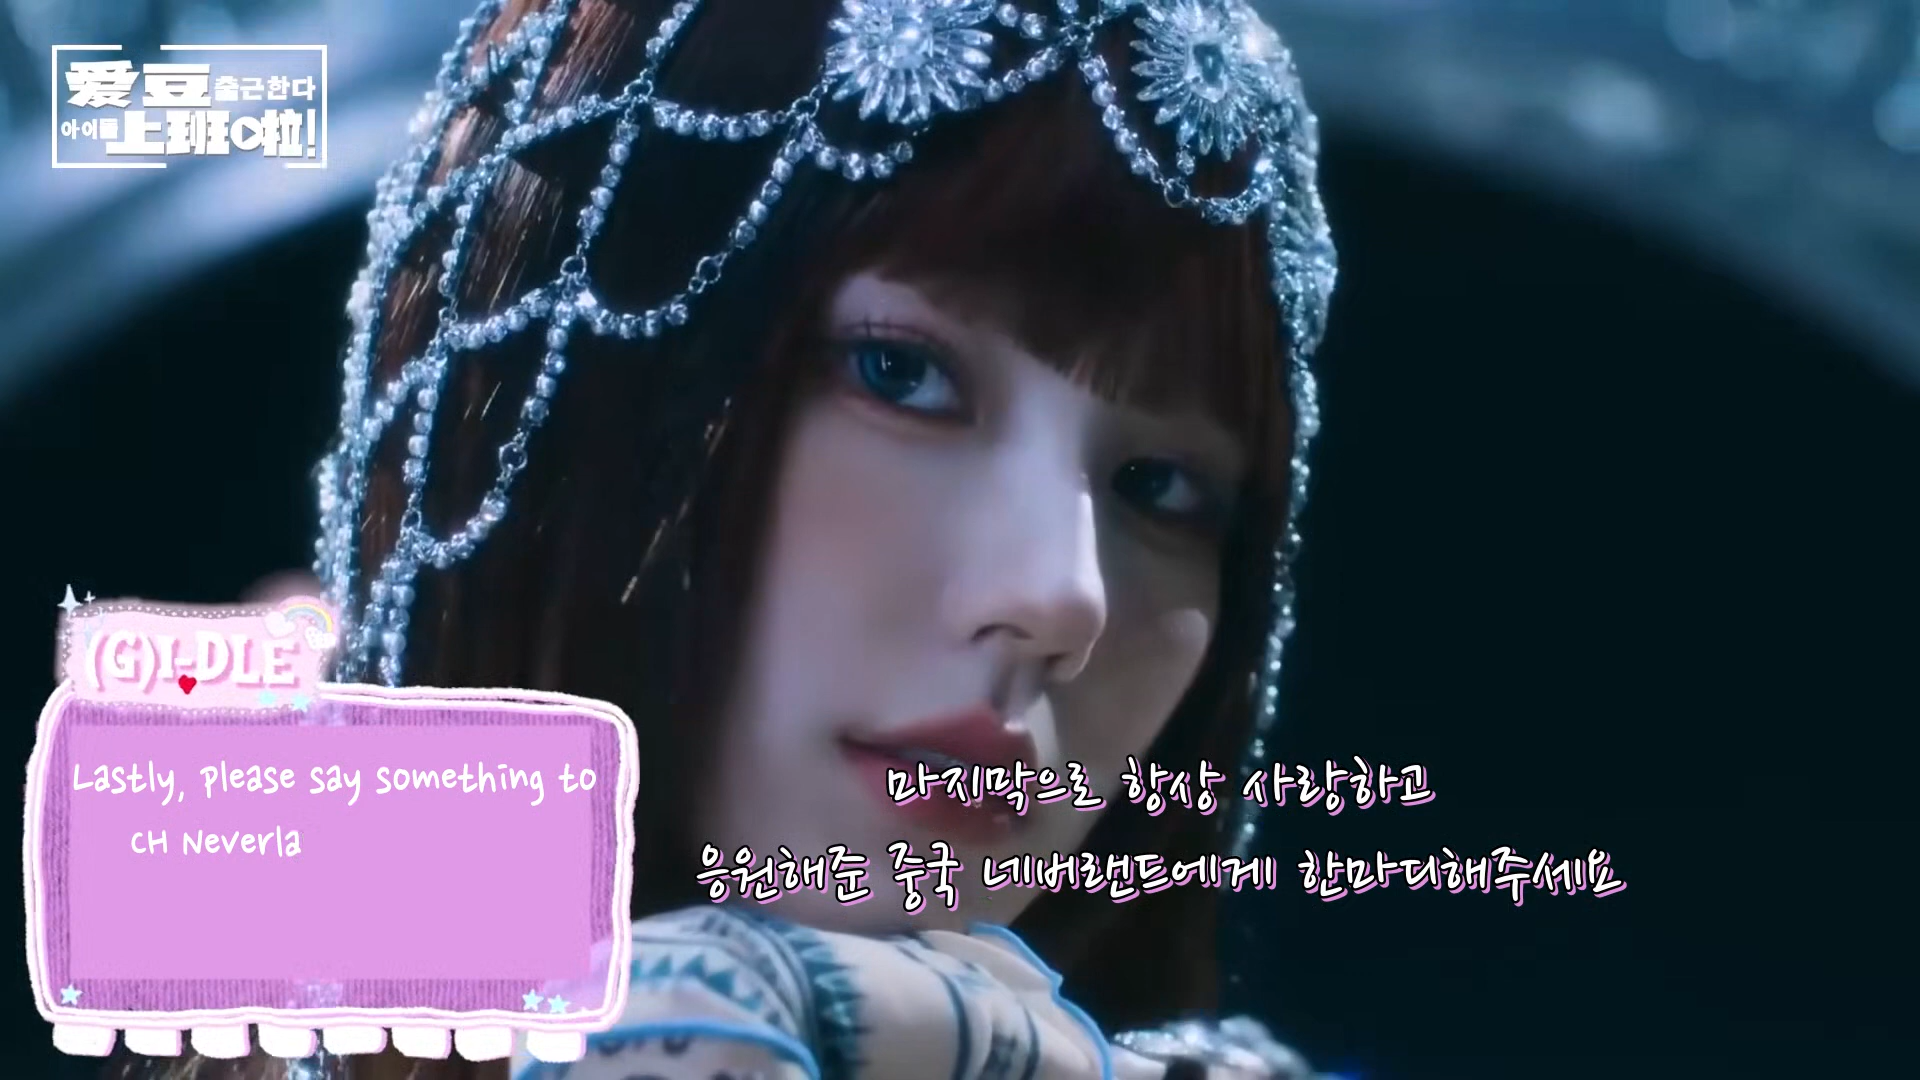 爱豆 출근한다
아이돌 上班啦!
(G)I-DLE
Lastly, please say something to
CH Neverla
마지막으로 항상 사랑하고
응원해준 중국 네버랜드에게 한마디해주세요